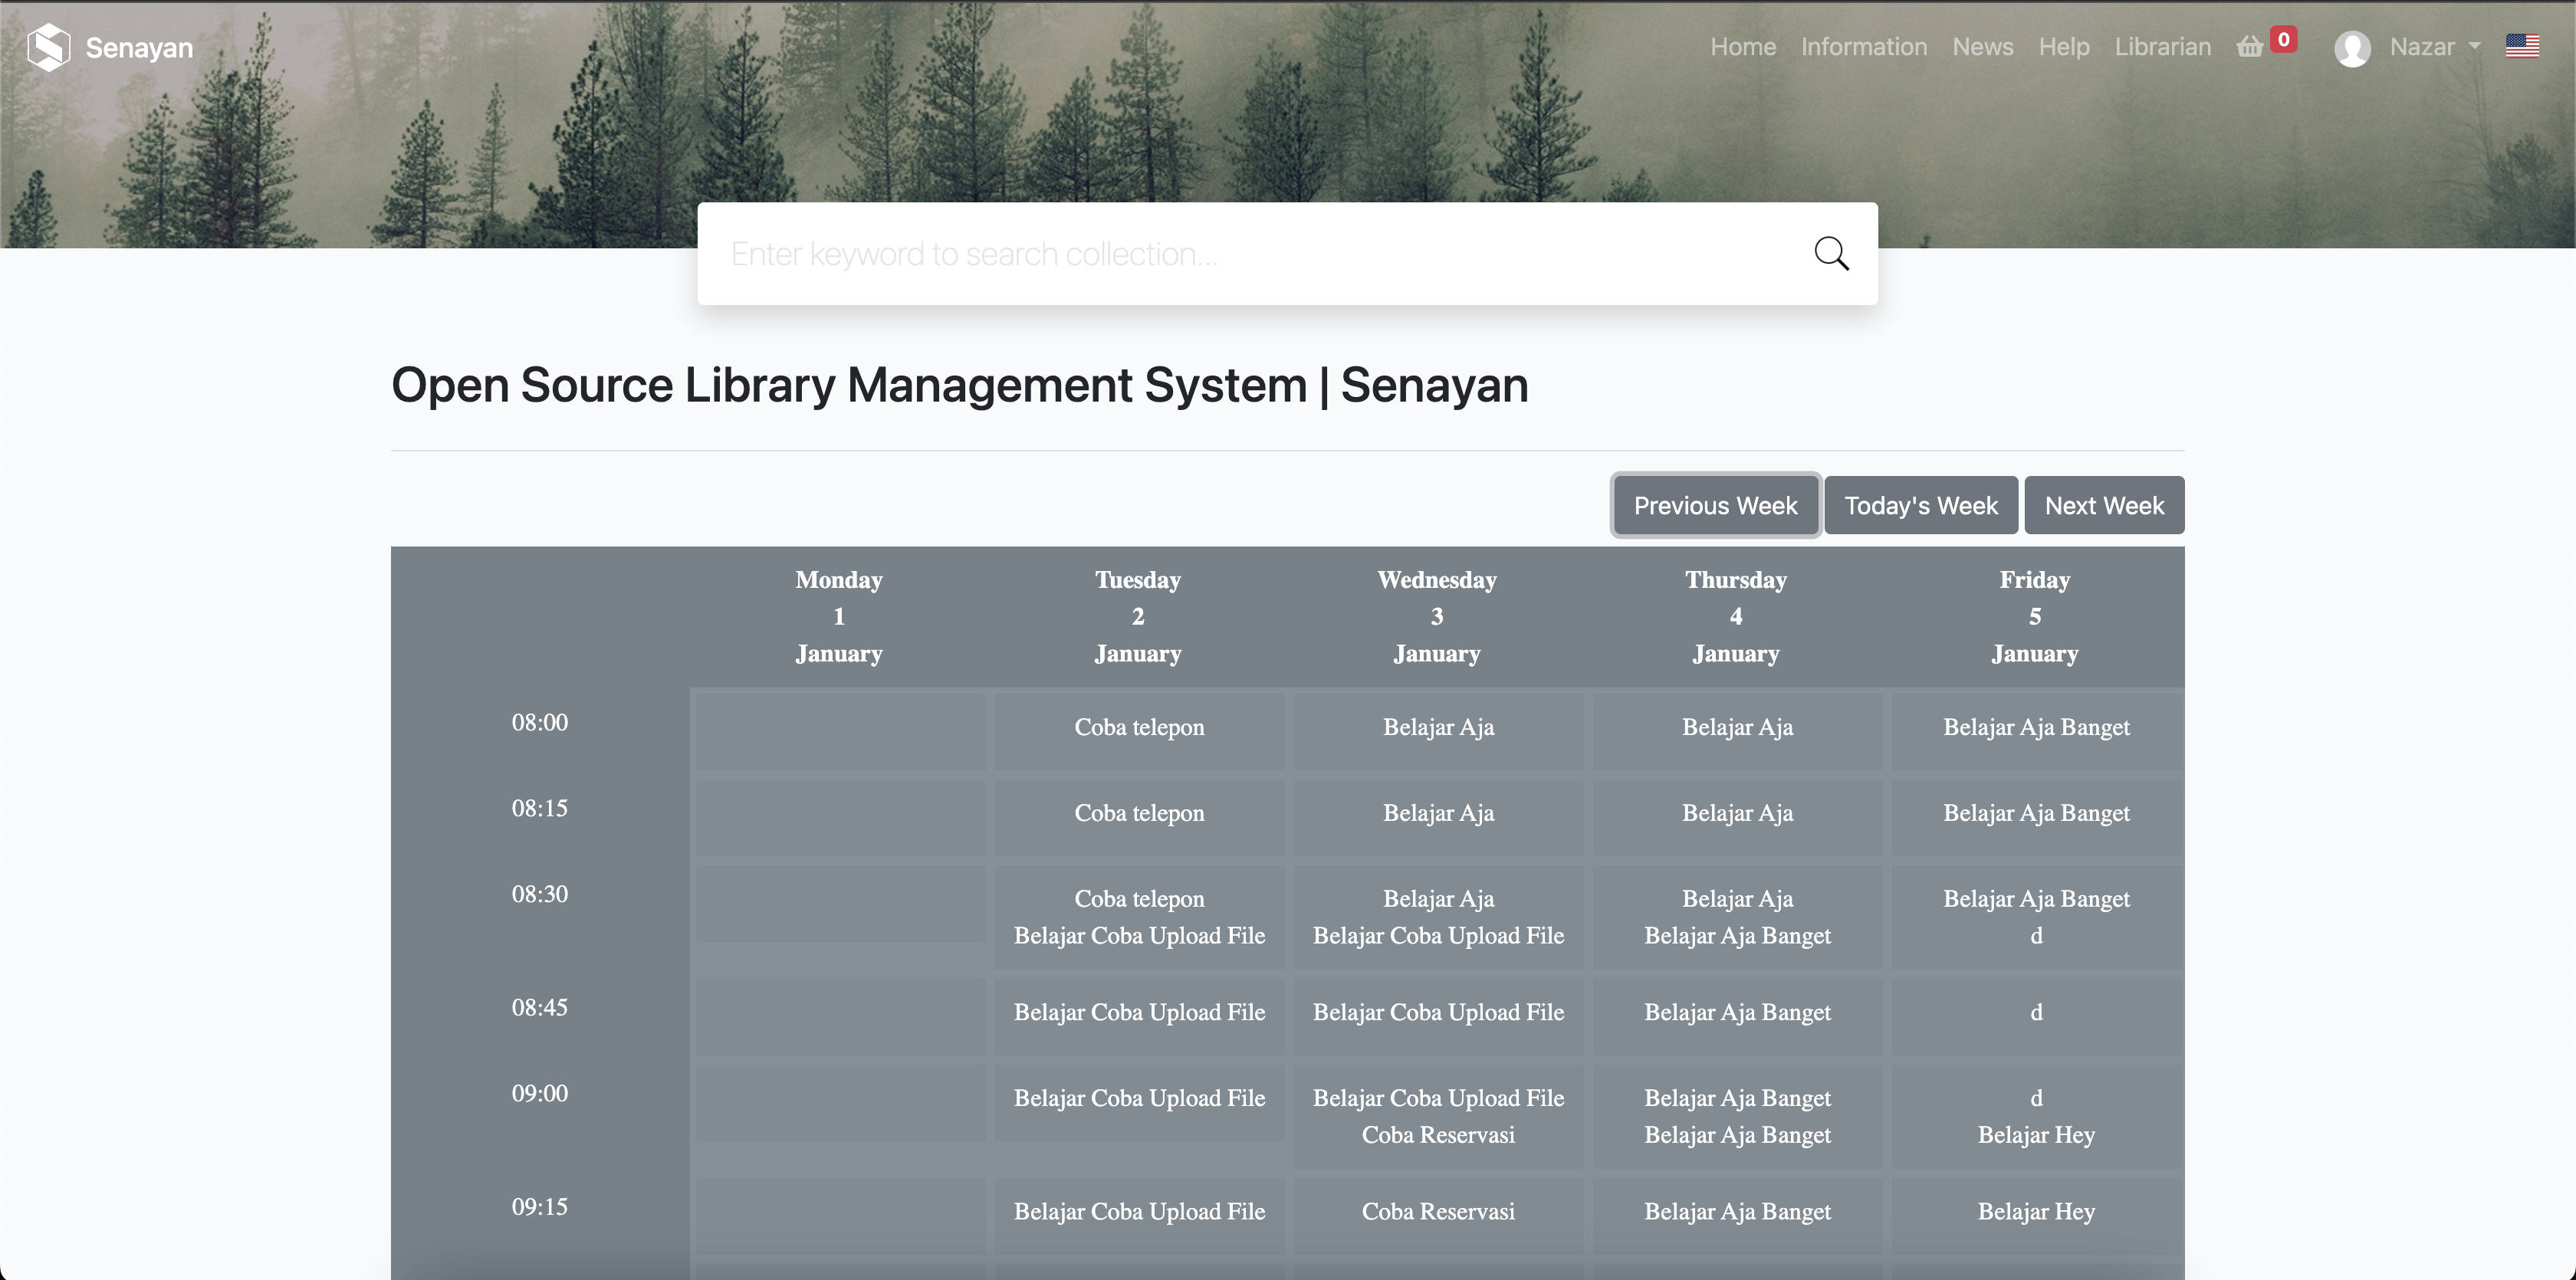 Senayan
Home Information News Help Librarian 0 Nazar
Enter keyword to search collection...
Open Source Library Management System | Senayan
Previous Week Today's Week Next Week
Monday Tuesday Wednesday Thursday Friday
1 2 3 4 5
January January January January January
08:00 Coba telepon Belajar Aja Belajar Aja Belajar Aja Banget
08:15 Coba telepon Belajar Aja Belajar Aja Belajar Aja Banget
08:30 Coba telepon Belajar Aja Belajar Aja Belajar Aja Banget
Belajar Coba Upload File Belajar Coba Upload File Belajar Aja Banget d
08:45 Belajar Coba Upload File Belajar Coba Upload File Belajar Aja Banget d
09:00 Belajar Coba Upload File Belajar Coba Upload File Belajar Aja Banget d
Coba Reservasi Belajar Aja Banget Belajar Hey
09:15 Belajar Coba Upload File Coba Reservasi Belajar Aja Banget Belajar Hey